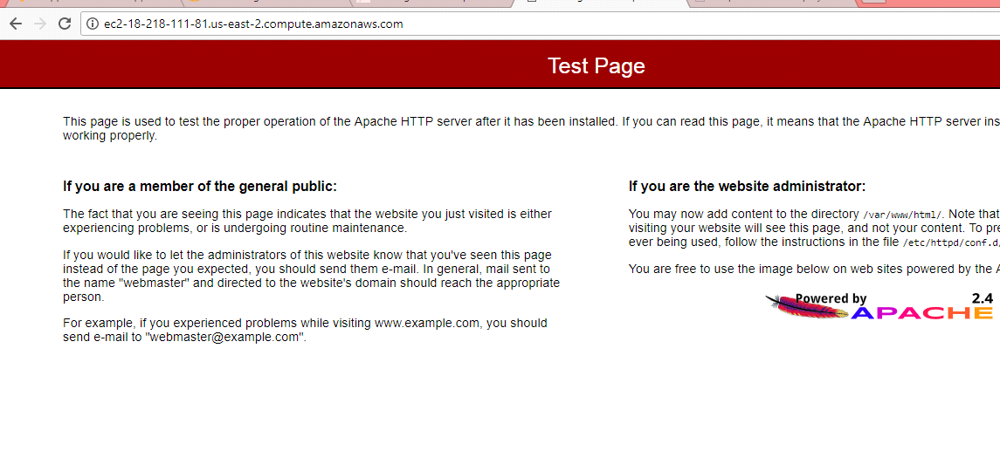 ec2-18-218-111-81.us-east-2.compute.amazonaws.com
Test Page
This page is used to test the proper operation of the Apache HTTP server after it has been installed. If you can read this page, it means that the Apache HTTP server ins
working properly.
If you are a member of the general public:
The fact that you are seeing this page indicates that the website you just visited is either
experiencing problems, or is undergoing routine maintenance.
If you would like to let the administrators of this website know that you've seen this page
instead of the page you expected, you should send them e-mail. In general, mail sent to
the name "webmaster" and directed to the website's domain should reach the appropriate
person.
For example, if you experienced problems while visiting www.example.com, you should
send e-mail to "webmaster@example.com".
If you are the website administrator:
You may now add content to the directory /var/www/html/. Note that
visiting your website will see this page, and not your content. To pre
ever being used, follow the instructions in the file /etc/httpd/conf.d,
You are free to use the image below on web sites powered by the A
Powered by 2.4
APACHE